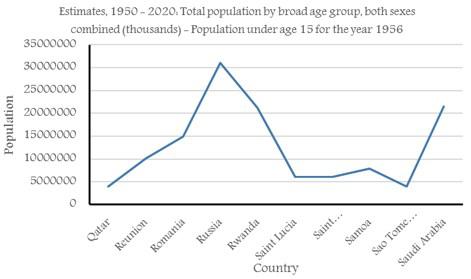 Estimates, 1950 - 2020: Total population by broad age group, both sexes
combined (thousands) - Population under age 15 for the year 1956
35000000
30000000
25000000
20000000
15000000
10000000
5000000
0
Population
Qatar
Reunion
Romania
Russia
Rwanda
Saint Lucia
Saint...
Samoa
Sao Tome...
Saudi Arabia
Country